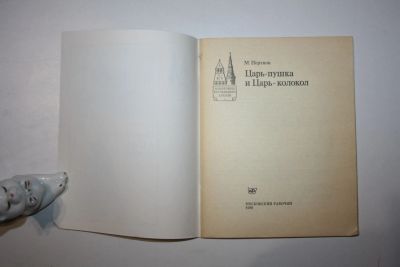 М. Портнов
Царь-пушка
и Царь-колокол
МОСКОВСКИЙ РАБОЧИЙ